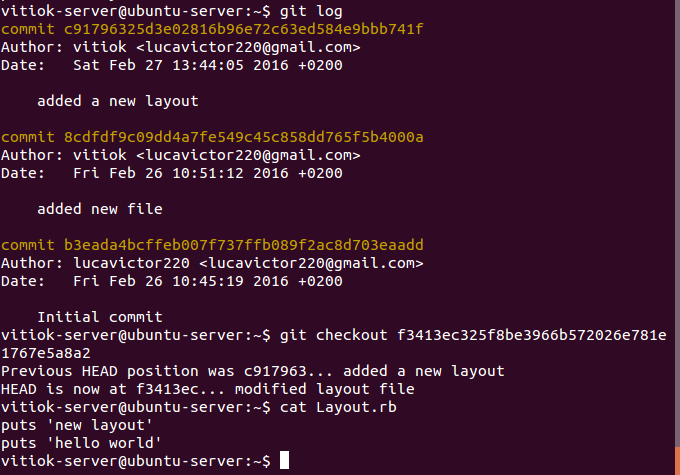 vitiok-server@ubuntu-server:~$ git log
commit c91796325d3e02816b96e72c63ed584e9bbb741f
Author: vitiok <lucavictor220@gmail.com>
Date:   Sat Feb 27 13:44:05 2016 +0200
    added a new layout
commit 8cdfdf9c09dd4a7fe549c45c858dd765f5b4000a
Author: vitiok <lucavictor220@gmail.com>
Date:   Fri Feb 26 10:51:12 2016 +0200
    added new file
commit b3eada4bcffeb007f737ffb089f2ac8d703eaadd
Author: lucavictor220 <lucavictor220@gmail.com>
Date:   Fri Feb 26 10:45:19 2016 +0200
    Initial commit
vitiok-server@ubuntu-server:~$ git checkout f3413ec325f8be3966b572026e781e
1767e5a8a2
Previous HEAD position was c917963... added a new layout
HEAD is now at f3413ec... modified layout file
vitiok-server@ubuntu-server:~$ cat Layout.rb
puts 'new layout'
puts 'hello world'
vitiok-server@ubuntu-server:~$